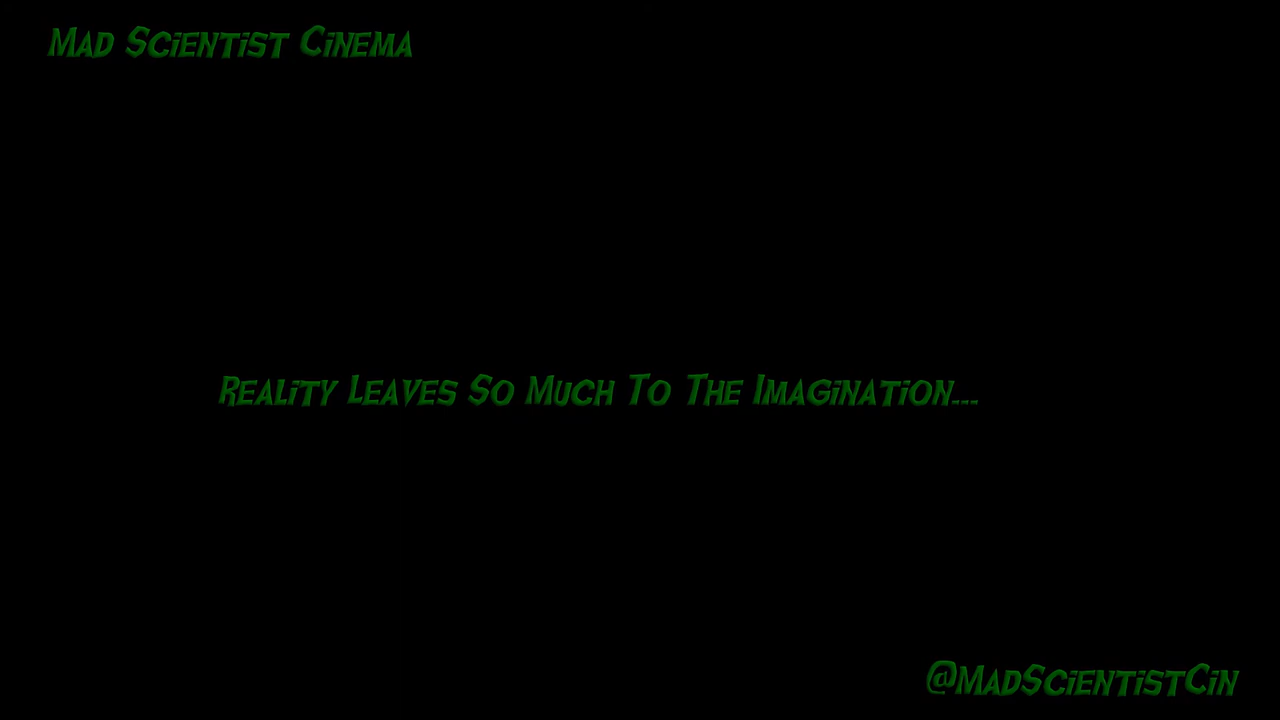 Mad Scientist Cinema
Reality Leaves So Much To The Imagination...
@MadScientistCin